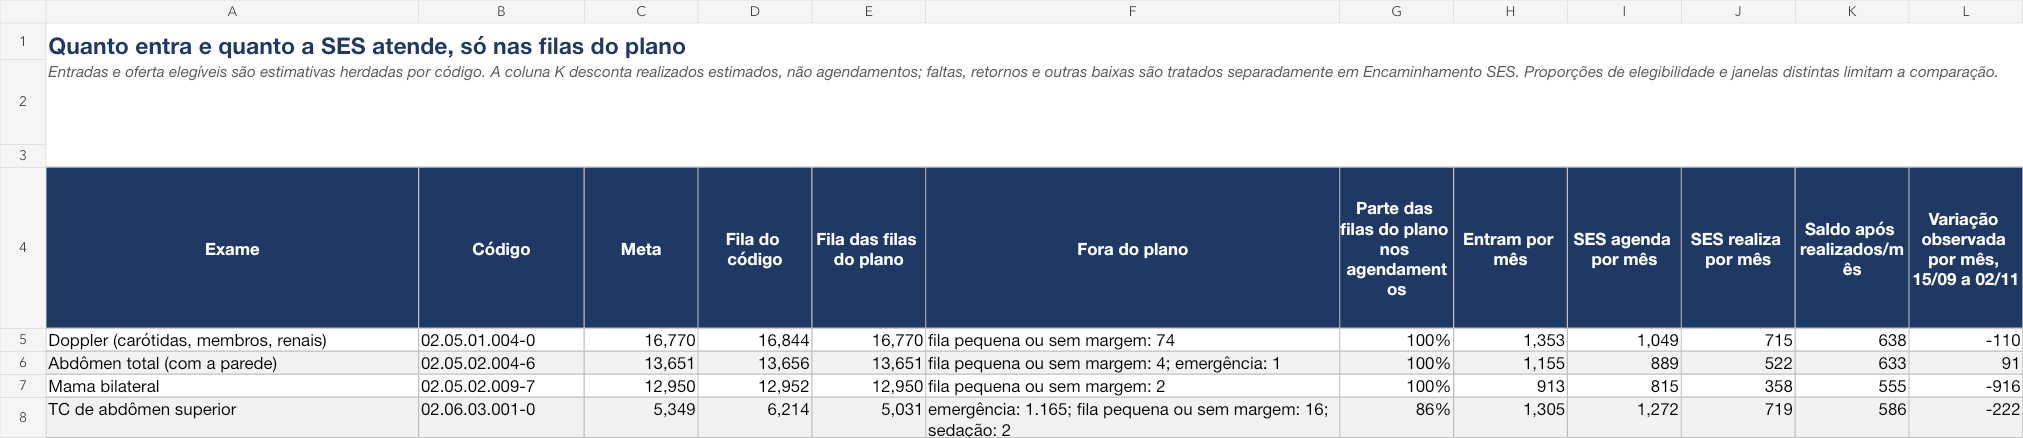 A B C D E F G H I J K L
1 Quanto entra e quanto a SES atende, só nas filas do plano
2 Entradas e oferta elegíveis são estimativas herdadas por código. A coluna K desconta realizados estimados, não agendamentos; faltas, retornos e outras baixas são tratados separadamente em Encaminhamento SES. Proporções de elegibilidade e janelas distintas limitam a comparação.
3
4
Exame
Código
Meta
Fila do
código
Fila das filas
do plano
Fora do plano
Parte das
filas do plano
nos
agendament
os
Entram por
mês
SES agenda
por mês
SES realiza
por mês
Saldo após
realizados/m
ês
Variação
observada
por mês,
15/09 a 02/11
5 Doppler (carótidas, membros, renais) 02.05.01.004-0 16,770 16,844 16,770 fila pequena ou sem margem: 74 100% 1,353 1,049 715 638 -110
6 Abdômen total (com a parede) 02.05.02.004-6 13,651 13,656 13,651 fila pequena ou sem margem: 4; emergência: 1 100% 1,155 889 522 633 91
7 Mama bilateral 02.05.02.009-7 12,950 12,952 12,950 fila pequena ou sem margem: 2 100% 913 815 358 555 -916
8 TC de abdômen superior 02.06.03.001-0 5,349 6,214 5,031 emergência: 1.165; fila pequena ou sem margem: 16; 86% 1,305 1,272 719 586 -222
sedação: 2